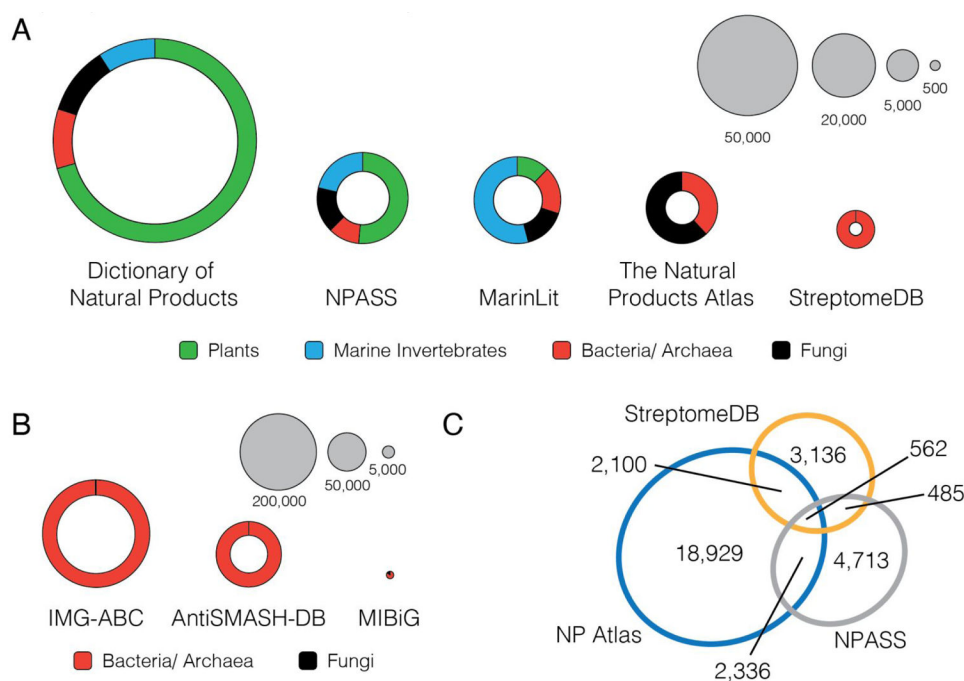 A
50,000
20,000
5,000
500
Dictionary of
Natural Products
NPASS
MarinLit
The Natural
Products Atlas
StreptomeDB
Plants
Marine Invertebrates
Bacteria/ Archaea
Fungi
B
200,000
50,000
5,000
IMG-ABC
AntiSMASH-DB
MIBiG
Bacteria/ Archaea
Fungi
C
StreptomeDB
3,136
562
2,100
485
18,929
4,713
NP Atlas
NPASS
2,336